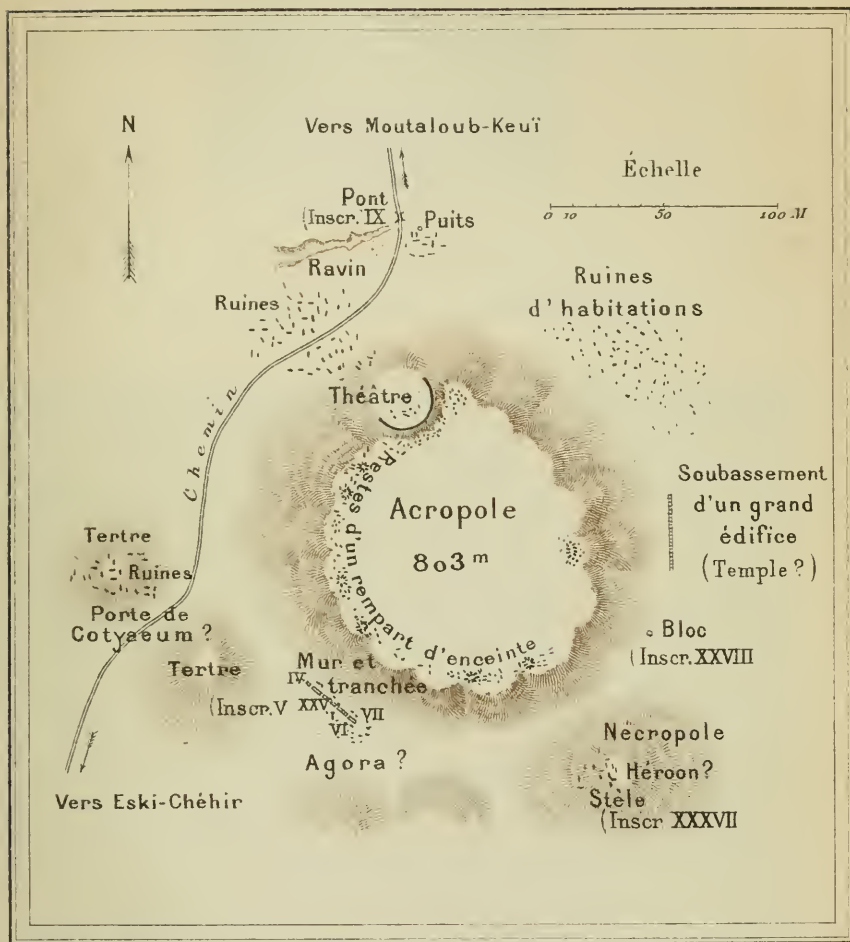 N
Vers Moutaloub-Keuï
Échelle
0 10 50 100 M
Pont
(Inscr. IX
Puits
Ravin
Ruines
Ruines
d'habitations
Chemin
Théâtre
Restes d'un rempart d'enceinte
Acropole
803 m
Soubassement
d'un grand
édifice
(Temple?)
Tertre
Ruines
Porte de
Cotyaeum?
Bloc
(Inscr. XXVIII
Tertre
Mur et
tranchée
IV
(Inscr. V XXV
VI
VII
Agora?
Nécropole
Héroon?
Stèle
(Inscr XXXVII
Vers Eski-Chéhir